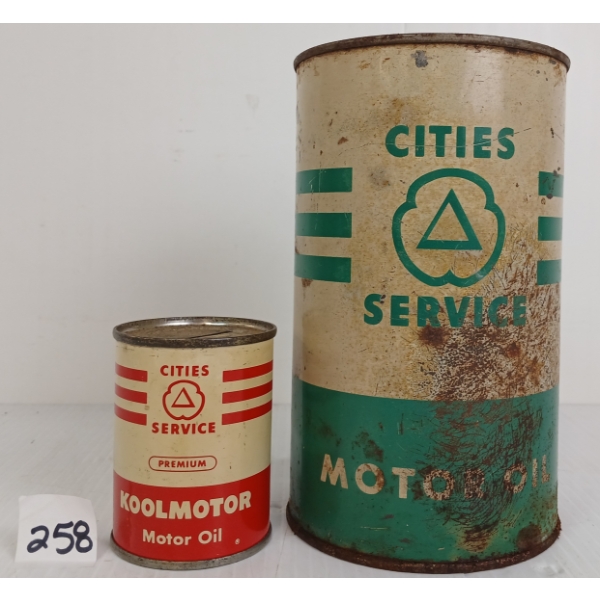 CITIES
SERVICE
PREMIUM
KOOLMOTOR
Motor Oil
258
CITIES
SERVICE
MOTOR OIL